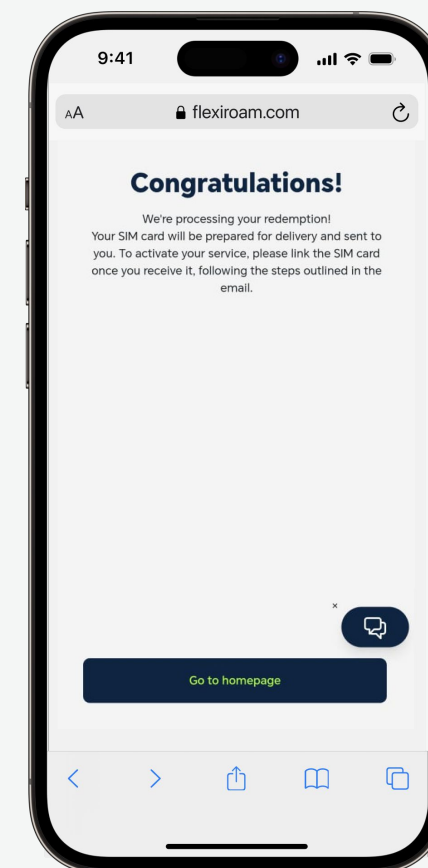 9:41
AA flexiroam.com
Congratulations!
We're processing your redemption!
Your SIM card will be prepared for delivery and sent to
you. To activate your service, please link the SIM card
once you receive it, following the steps outlined in the
email.
×
Go to homepage